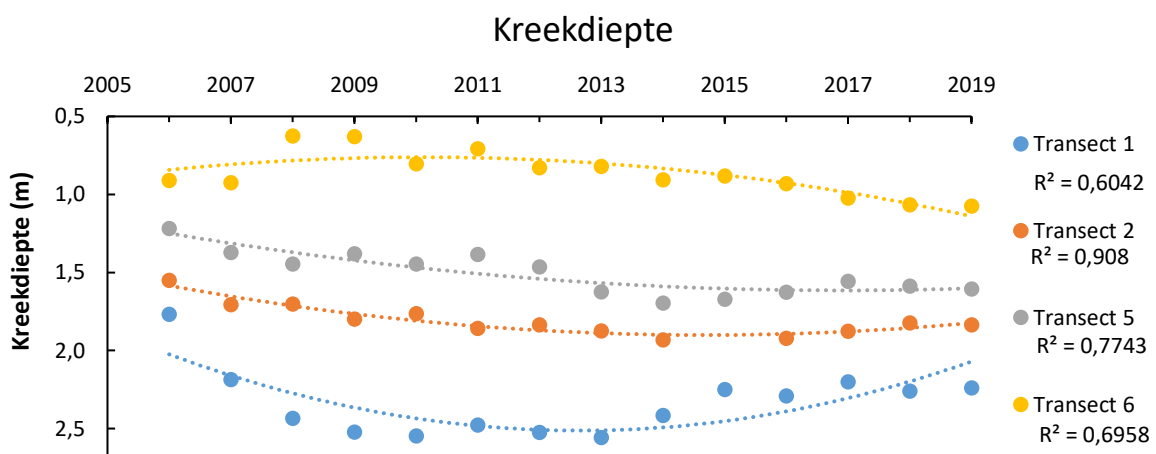 Kreekdiepte
2005 2007 2009 2011 2013 2015 2017 2019
0,5
1,0
1,5
2,0
2,5
Kreekdiepte (m)
Transect 1
R² = 0,6042
Transect 2
R² = 0,908
Transect 5
R² = 0,7743
Transect 6
R² = 0,6958